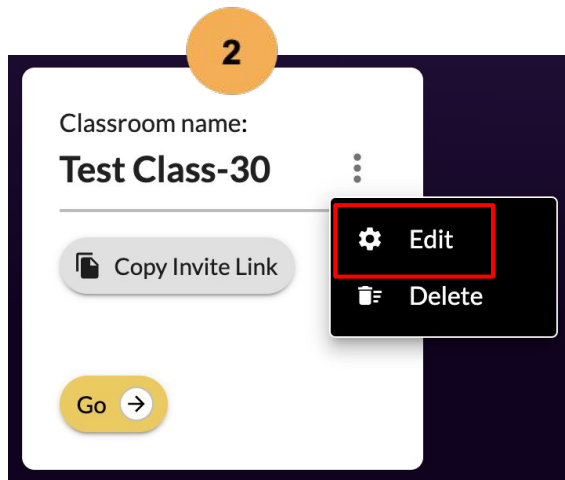 2
Classroom name:
Test Class-30
Edit
Copy Invite Link
Delete
Go